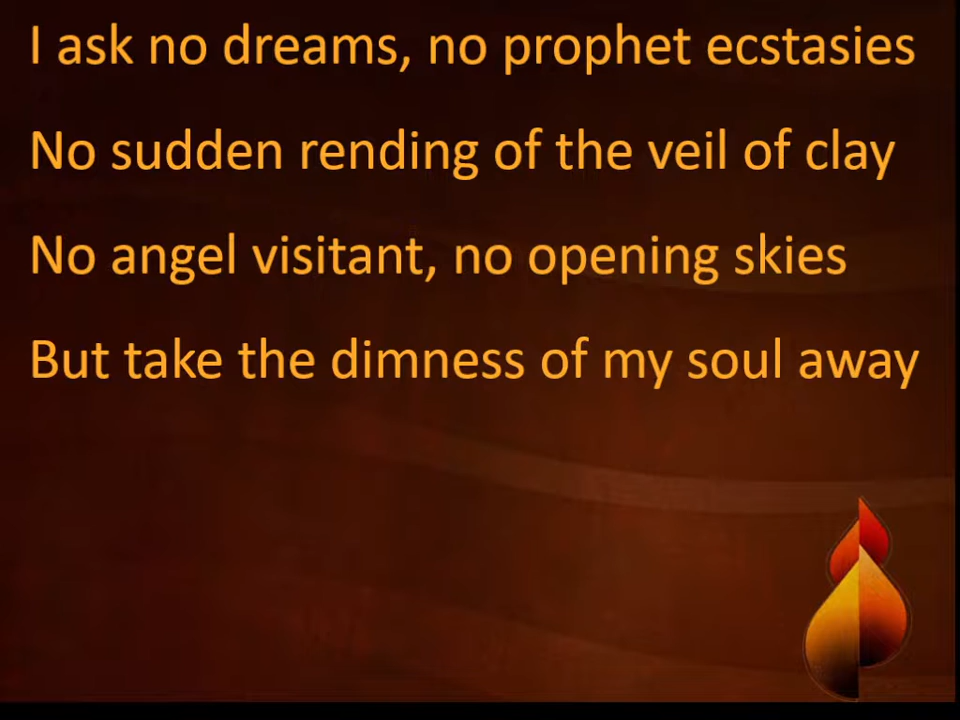 I ask no dreams, no prophet ecstasies
No sudden rending of the veil of clay
No angel visitant, no opening skies
But take the dimness of my soul away